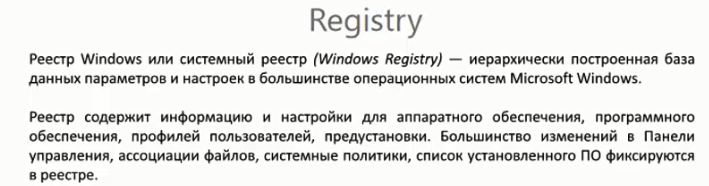 Registry
Реестр Windows или системный реестр (Windows Registry) — иерархически построенная база
данных параметров и настроек в большинстве операционных систем Microsoft Windows.
Реестр содержит информацию и настройки для аппаратного обеспечения, программного
обеспечения, профилей пользователей, предустановки. Большинство изменений в Панели
управления, ассоциации файлов, системные политики, список установленного ПО фиксируются
в реестре.